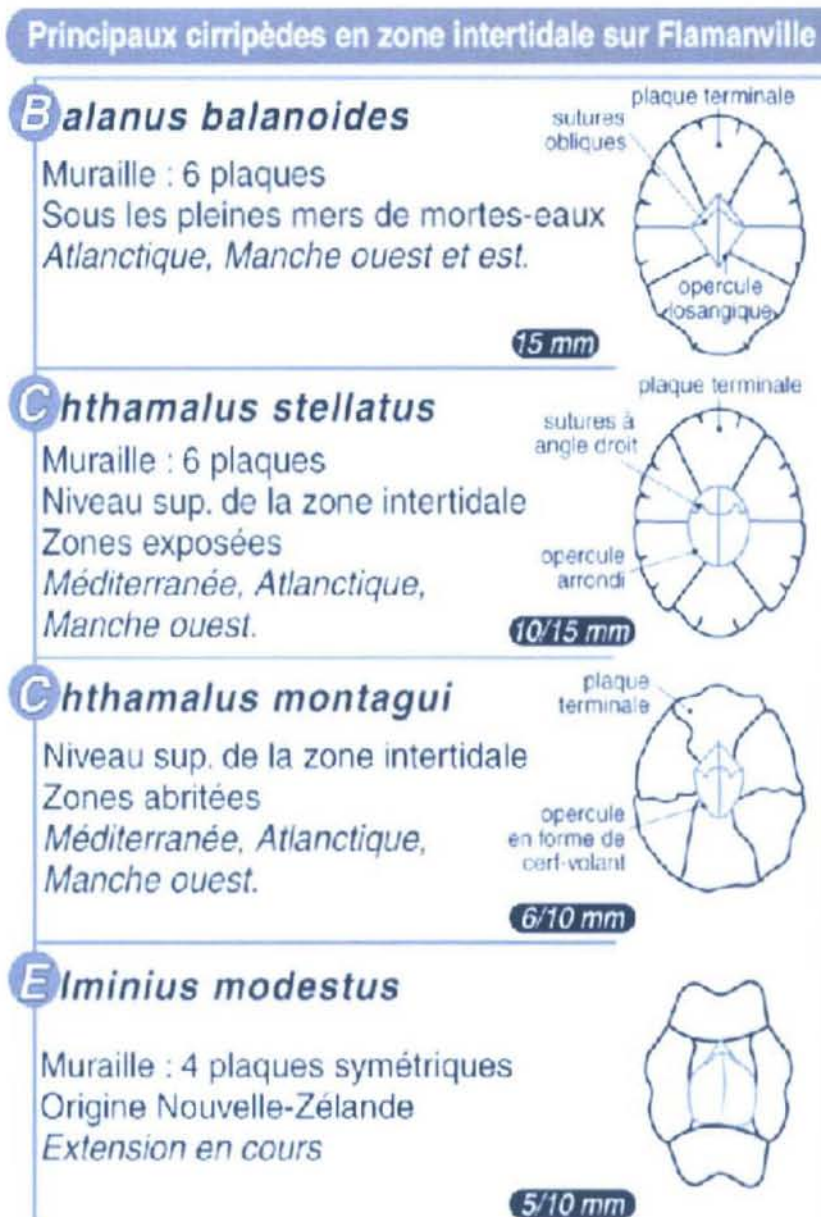 Principaux cirripèdes en zone intertidale sur Flamanville
Balanus balanoides
Muraille : 6 plaques
Sous les pleines mers de mortes-eaux
Atlanctique, Manche ouest et est.
15 mm
plaque terminale
sutures
obliques
opercule
losangique
Chthamalus stellatus
Muraille : 6 plaques
Niveau sup. de la zone intertidale
Zones exposées
Méditerranée, Atlanctique,
Manche ouest.
10/15 mm
plaque terminale
sutures à
angle droit
opercule
arrondi
Chthamalus montagui
Niveau sup. de la zone intertidale
Zones abritées
Méditerranée, Atlanctique,
Manche ouest.
6/10 mm
plaque
terminale
opercule
en forme de
cerf-volant
Elminius modestus
Muraille : 4 plaques symétriques
Origine Nouvelle-Zélande
Extension en cours
5/10 mm